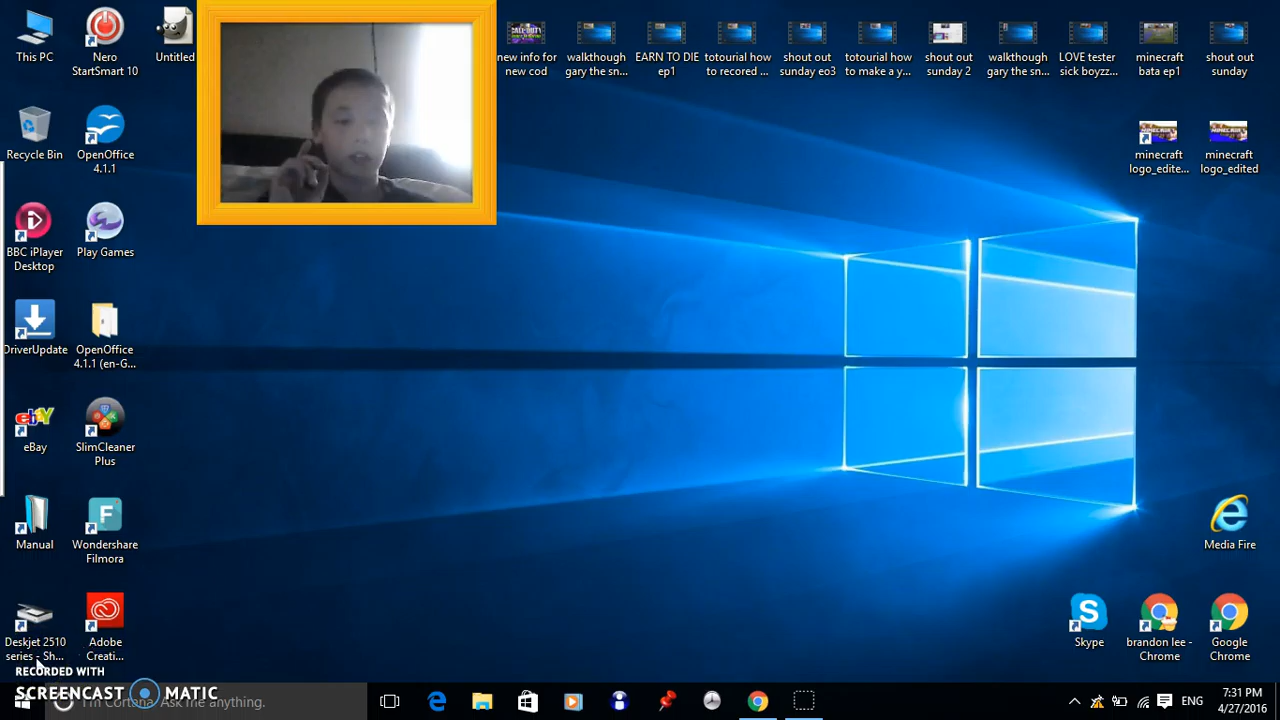 This PC
Nero
StartSmart 10
Untitled
new info for
new cod
walkthough
gary the sn...
EARN TO DIE
ep1
totourial how
to recored ...
shout out
sunday eo3
totourial how
to make a y...
shout out
sunday 2
walkthough
gary the sn...
LOVE tester
sick boyzz...
minecraft
bata ep1
shout out
sunday
Recycle Bin
OpenOffice
4.1.1
minecraft
logo_edite...
minecraft
logo_edited
BBC iPlayer
Desktop
Play Games
DriverUpdate
OpenOffice
4.1.1 (en-G...
ebay
eBay
SlimCleaner
Plus
Manual
Wondershare
Filmora
Media Fire
Deskjet 2510
series - Sh...
Adobe
Creati...
Skype
brandon lee -
Chrome
Google
Chrome
RECORDED WITH
SCREENCAST MATIC
I'm Cortana. Ask me anything.
ENG
7:31 PM
4/27/2016